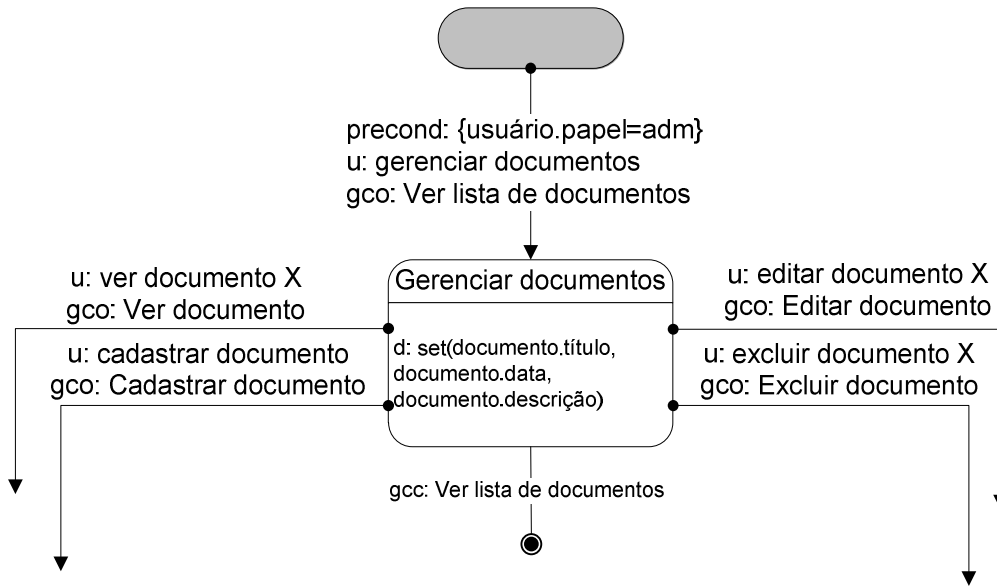 precond: {usuário.papel=adm}
u: gerenciar documentos
gco: Ver lista de documentos
u: ver documento X
gco: Ver documento
u: cadastrar documento
gco: Cadastrar documento
Gerenciar documentos
d: set(documento.título,
documento.data,
documento.descrição)
u: editar documento X
gco: Editar documento
u: excluir documento X
gco: Excluir documento
gcc: Ver lista de documentos